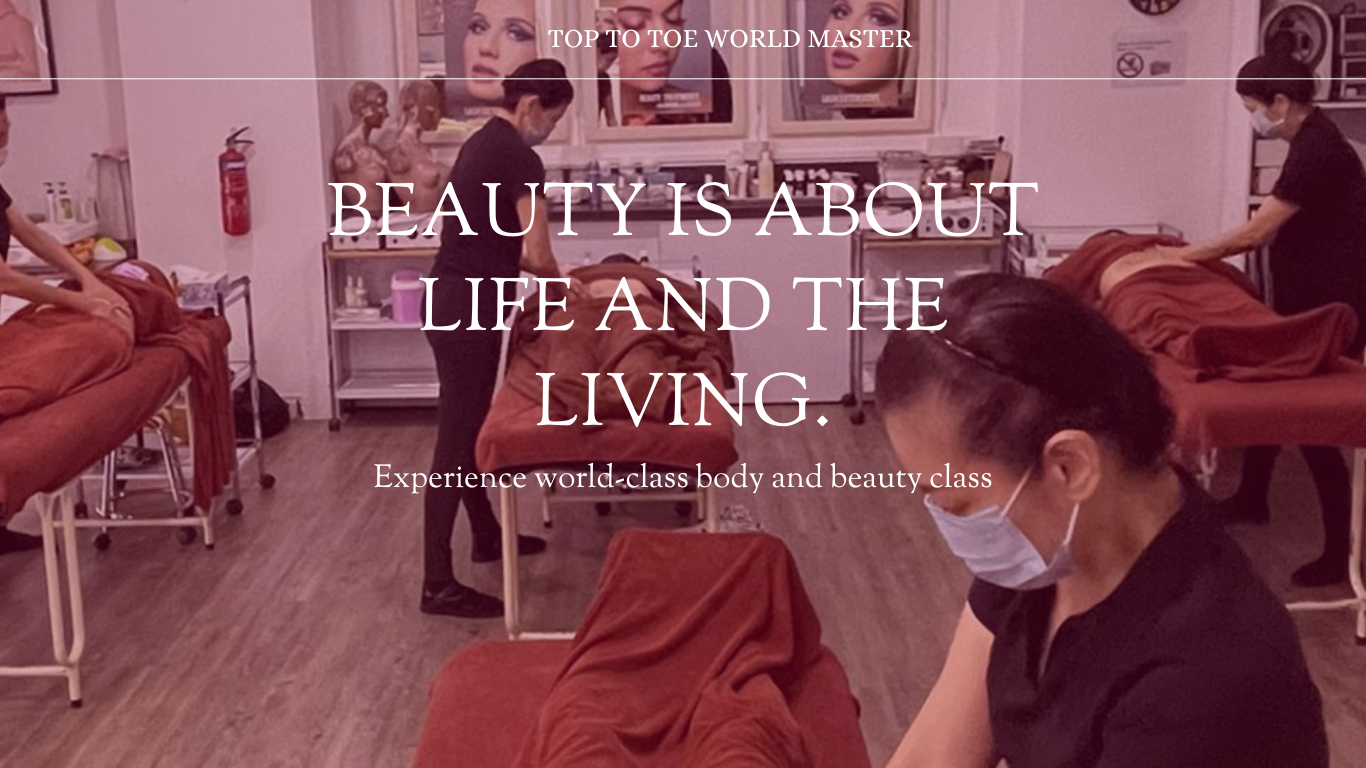 TOP TO TOE WORLD MASTER
BEAUTY IS ABOUT
LIFE AND THE
LIVING.
Experience world-class body and beauty class